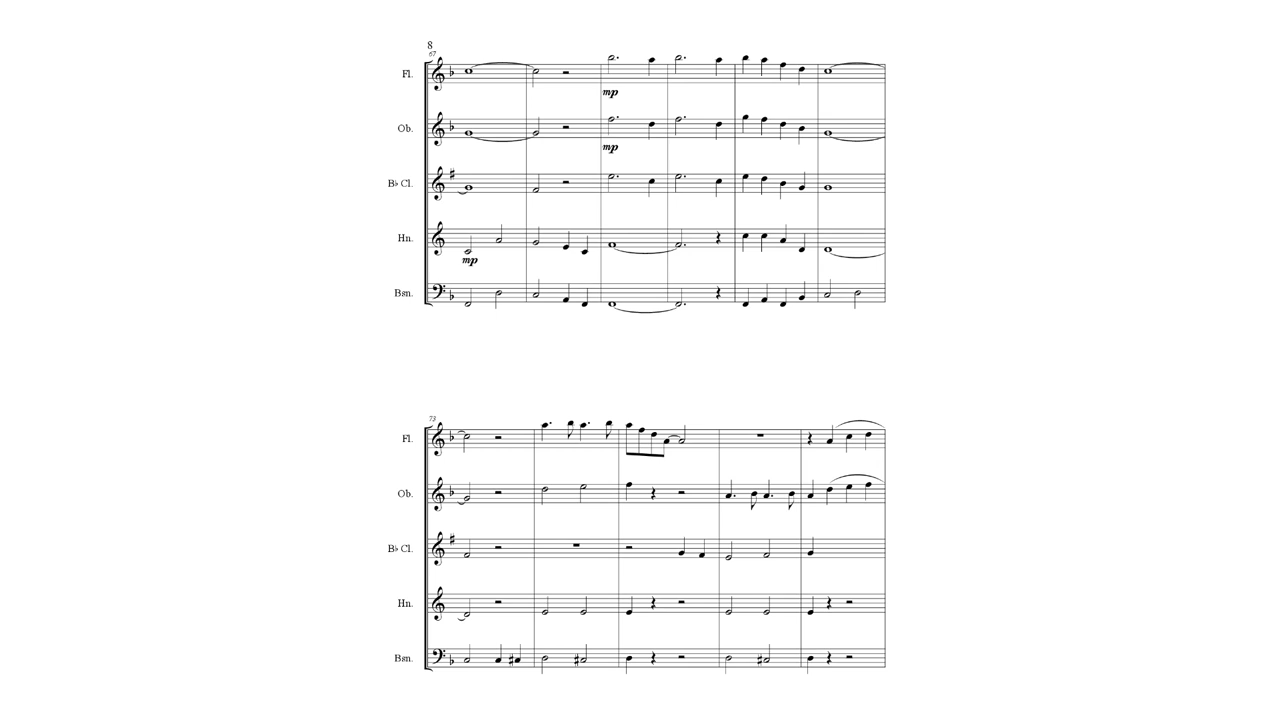 8
67
Fl.
mp
Ob.
mp
B♭ Cl.
Hn.
mp
Bsn.
73
Fl.
Ob.
B♭ Cl.
Hn.
Bsn.